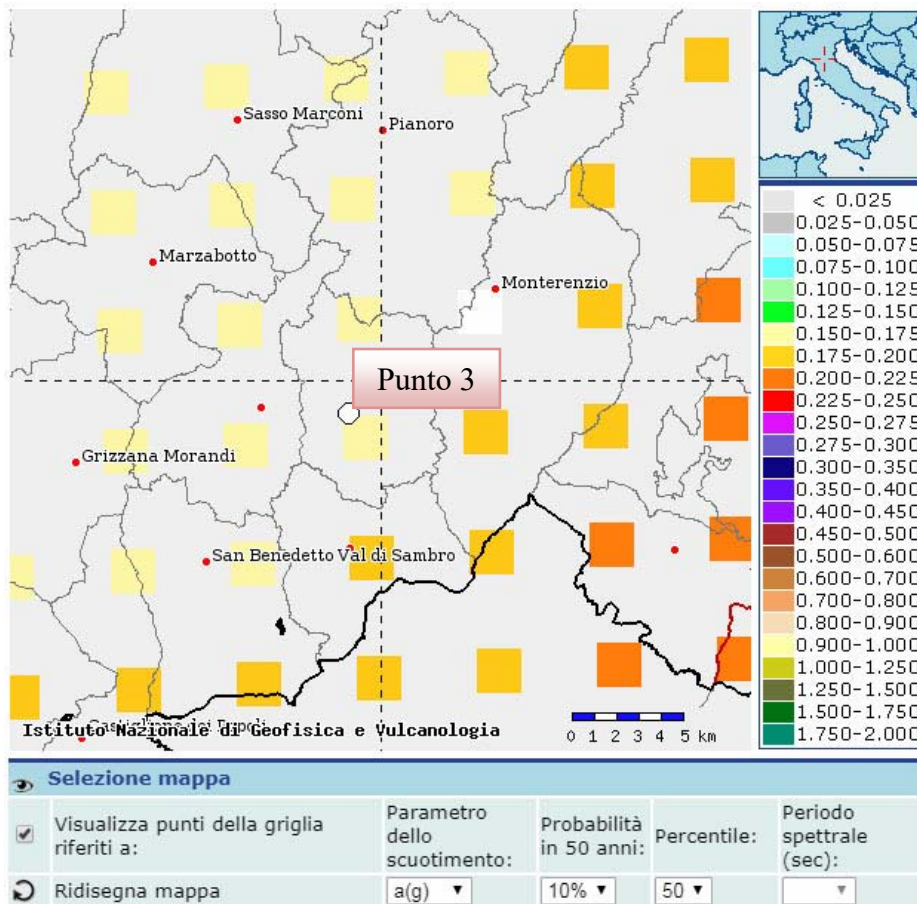 Sasso Marconi
Pianoro
Marzabotto
Monterenzio
Punto 3
Grizzana Morandi
San Benedetto Val di Sambro
Istituto Nazionale di Geofisica e Vulcanologia
0 1 2 3 4 5 km
< 0.025
0.025-0.050
0.050-0.075
0.075-0.100
0.100-0.125
0.125-0.150
0.150-0.175
0.175-0.200
0.200-0.225
0.225-0.250
0.250-0.275
0.275-0.300
0.300-0.350
0.350-0.400
0.400-0.450
0.450-0.500
0.500-0.600
0.600-0.700
0.700-0.800
0.800-0.900
0.900-1.000
1.000-1.250
1.250-1.500
1.500-1.750
1.750-2.000
Selezione mappa
Visualizza punti della griglia
riferiti a:
Parametro
dello
scuotimento:
Probabilità
in 50 anni:
Percentile:
Periodo
spettrale
(sec):
Ridisegna mappa
a(g)
10%
50